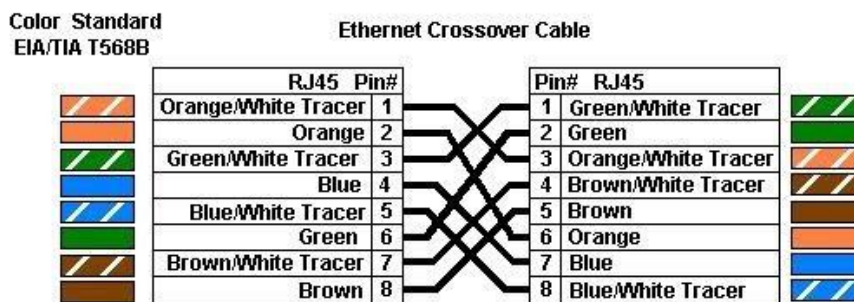 Color Standard
EIA/TIA T568B
Ethernet Crossover Cable
RJ45 Pin#
Orange/White Tracer 1
Orange 2
Green/White Tracer 3
Blue 4
Blue/White Tracer 5
Green 6
Brown/White Tracer 7
Brown 8
Pin# RJ45
1 Green/White Tracer
2 Green
3 Orange/White Tracer
4 Brown/White Tracer
5 Brown
6 Orange
7 Blue
8 Blue/White Tracer